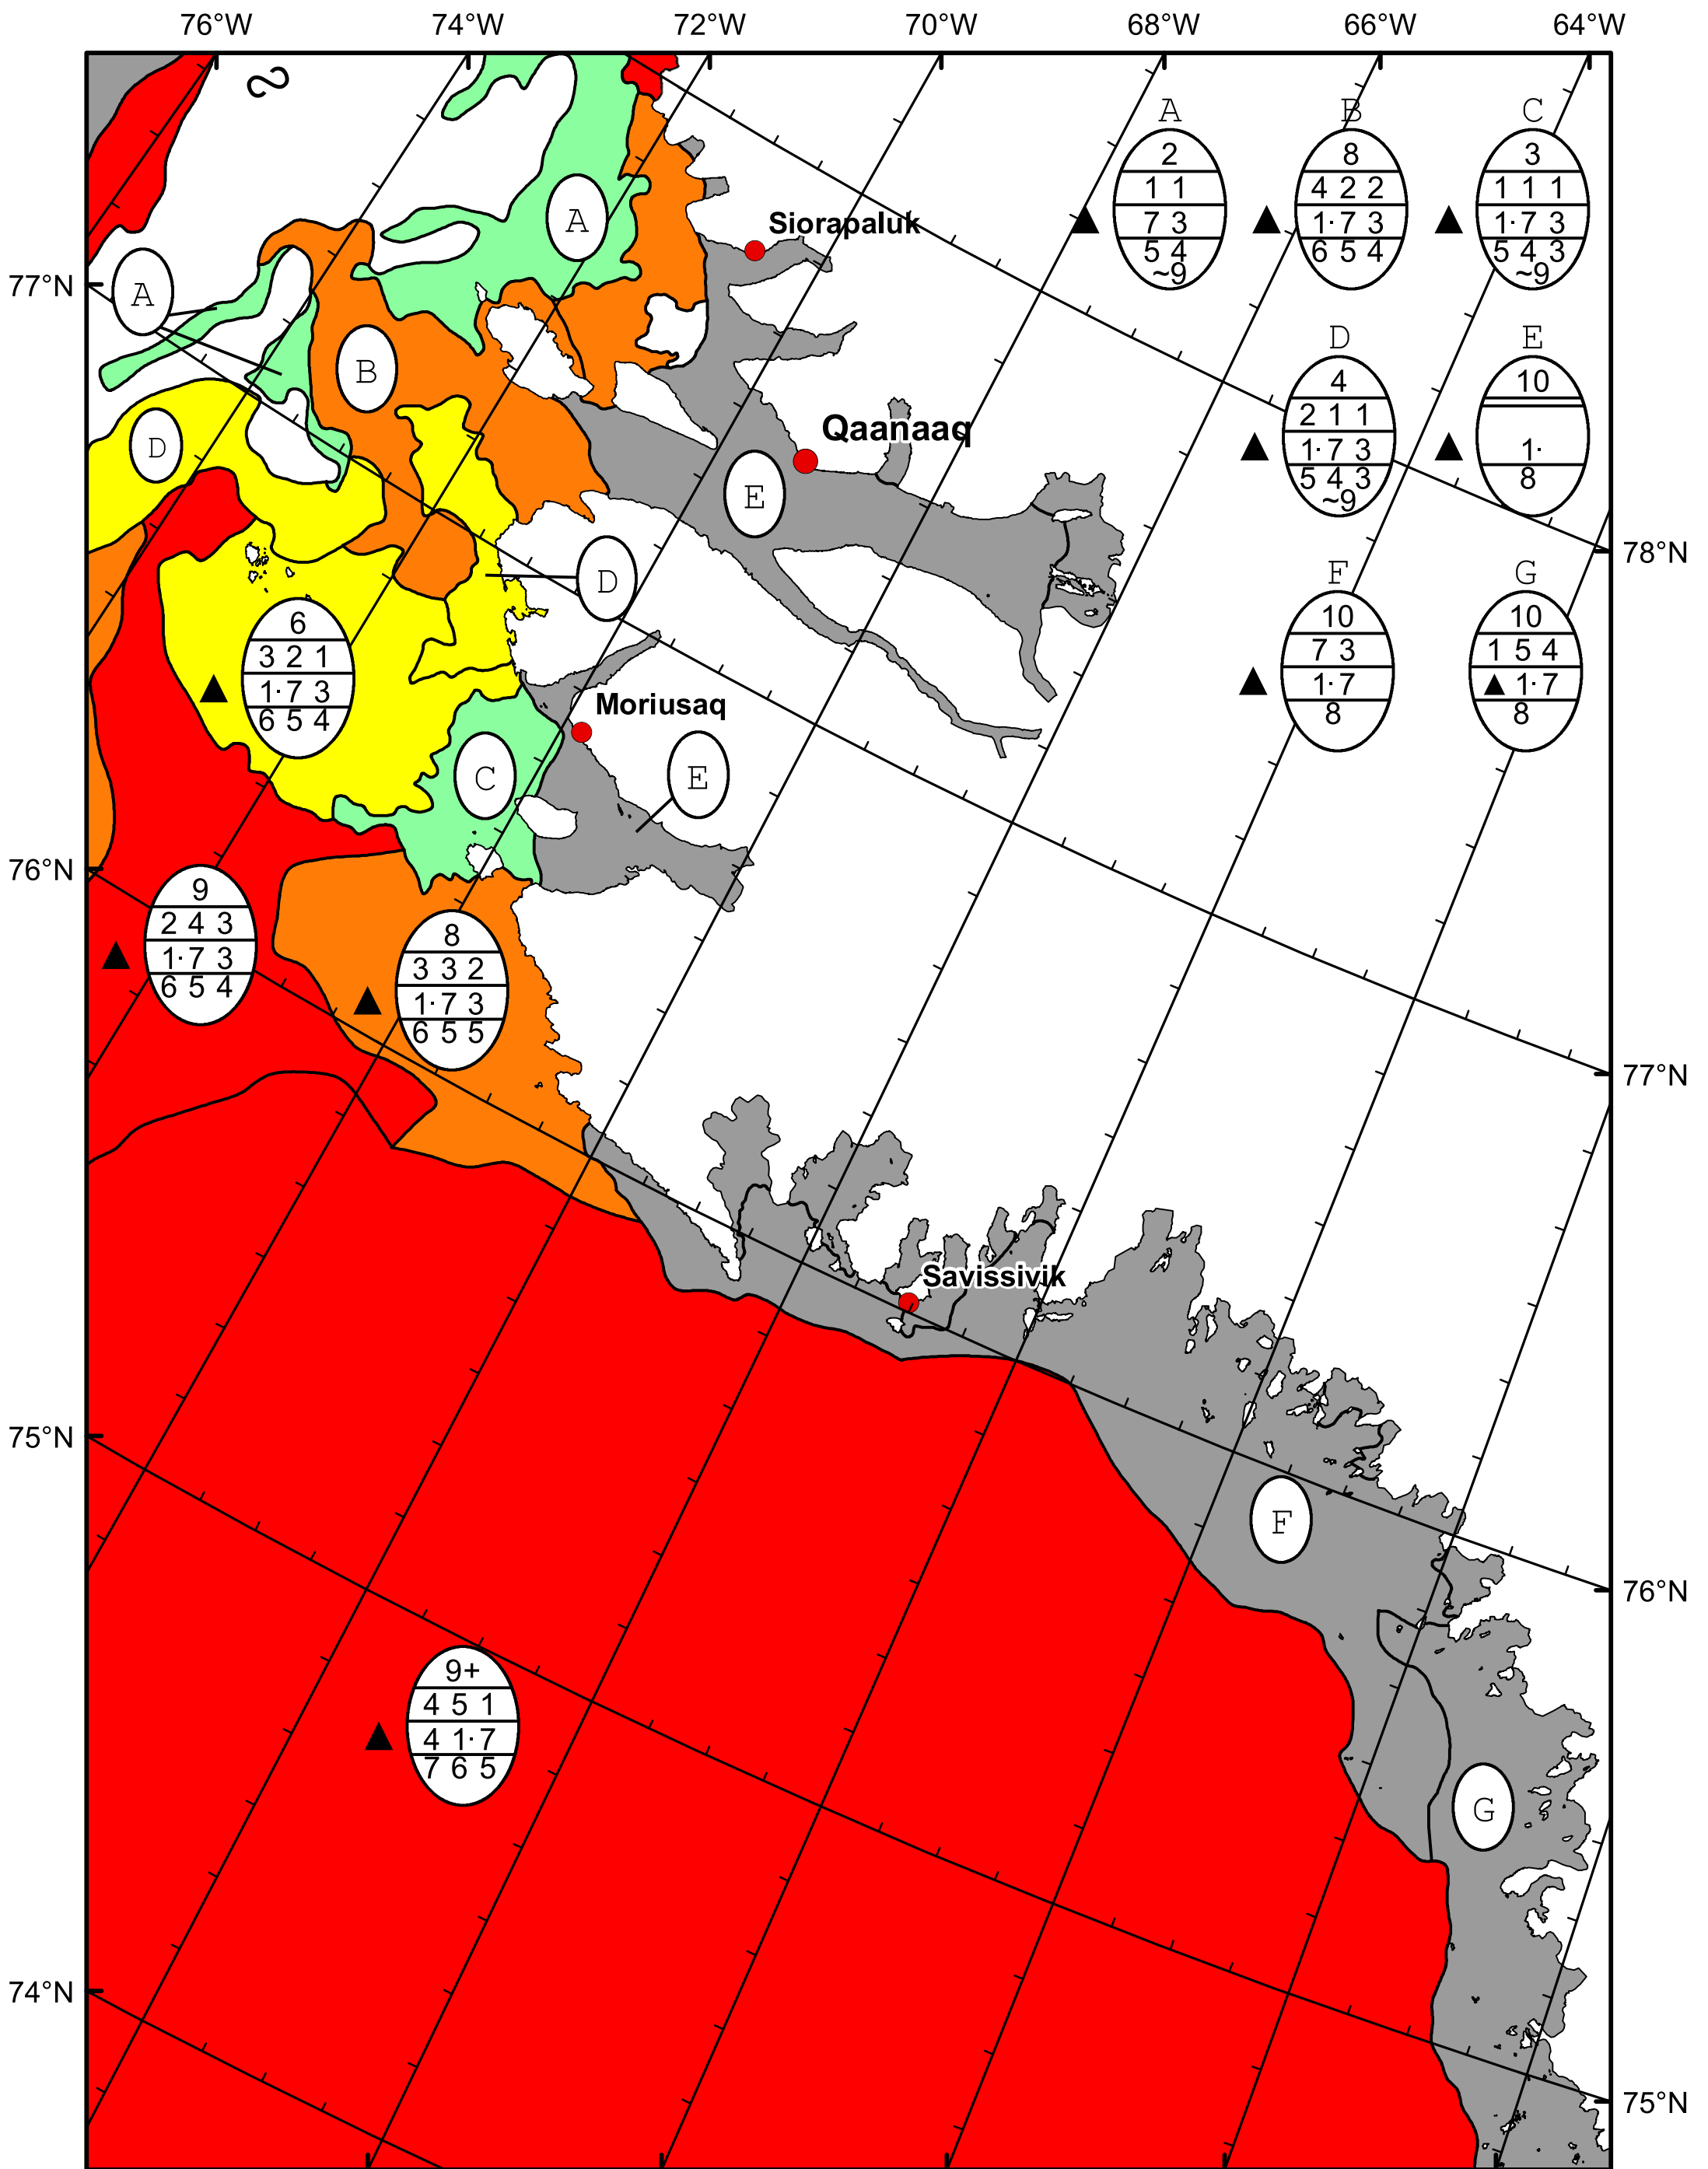 76°W 74°W 72°W 70°W 68°W 66°W 64°W
A B C
2 8 3
1 1 4 2 2 1 1 1
7 3 1· 7 3 1· 7 3
5 4 6 5 4 5 4 3
~9 ~9
A
Siorapaluk
77°N
A
D E
4 10
2 1 1
1· 7 3 1·
5 4 3 8
~9
B
Qaanaaq
D
E
78°N
D
F G
10 10
7 3 1 5 4
1· 7 ▲ 1· 7
8 8
6
3 2 1
1· 7 3
6 5 4
Moriusaq
C
E
76°N
9
2 4 3
1· 7 3
6 5 4
8
3 3 2
1· 7 3
6 5 5
77°N
Savissivik
75°N
F
76°N
9+
4 5 1
4 1· 7
7 6 5
G
74°N
75°N